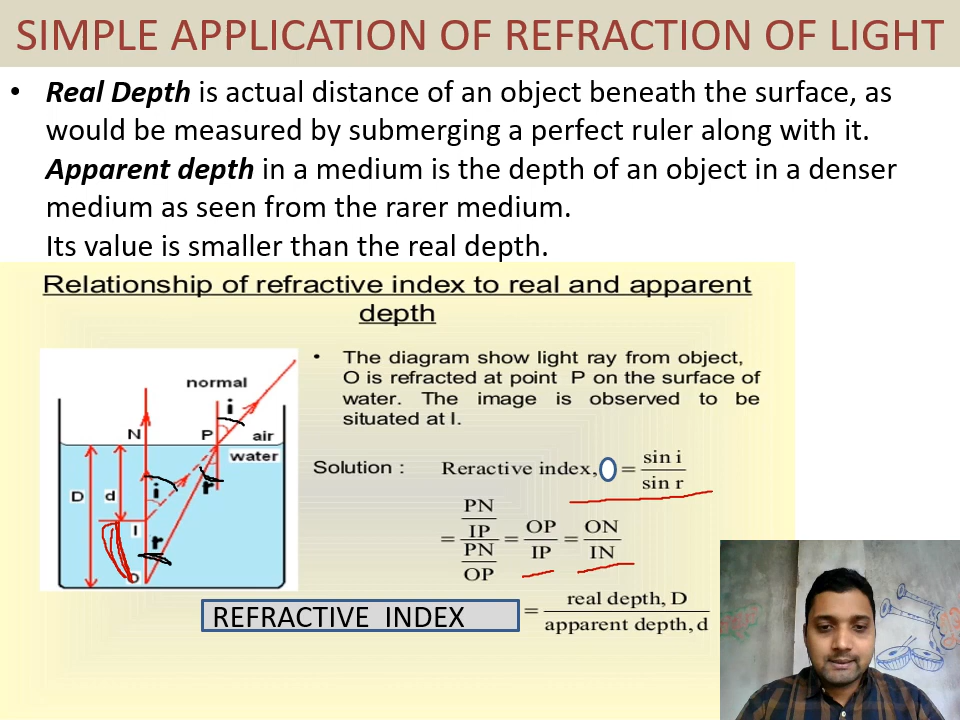 SIMPLE APPLICATION OF REFRACTION OF LIGHT
• Real Depth is actual distance of an object beneath the surface, as
would be measured by submerging a perfect ruler along with it.
Apparent depth in a medium is the depth of an object in a denser
medium as seen from the rarer medium.
Its value is smaller than the real depth.
Relationship of refractive index to real and apparent
depth
normal
i
N P air
water
D d i r
I
r
O
• The diagram show light ray from object,
O is refracted at point P on the surface of
water. The image is observed to be
situated at I.
Solution : Reractive index, = sin i / sin r
= PN/IP / PN/OP = OP/IP = ON/IN
REFRACTIVE INDEX = real depth, D / apparent depth, d